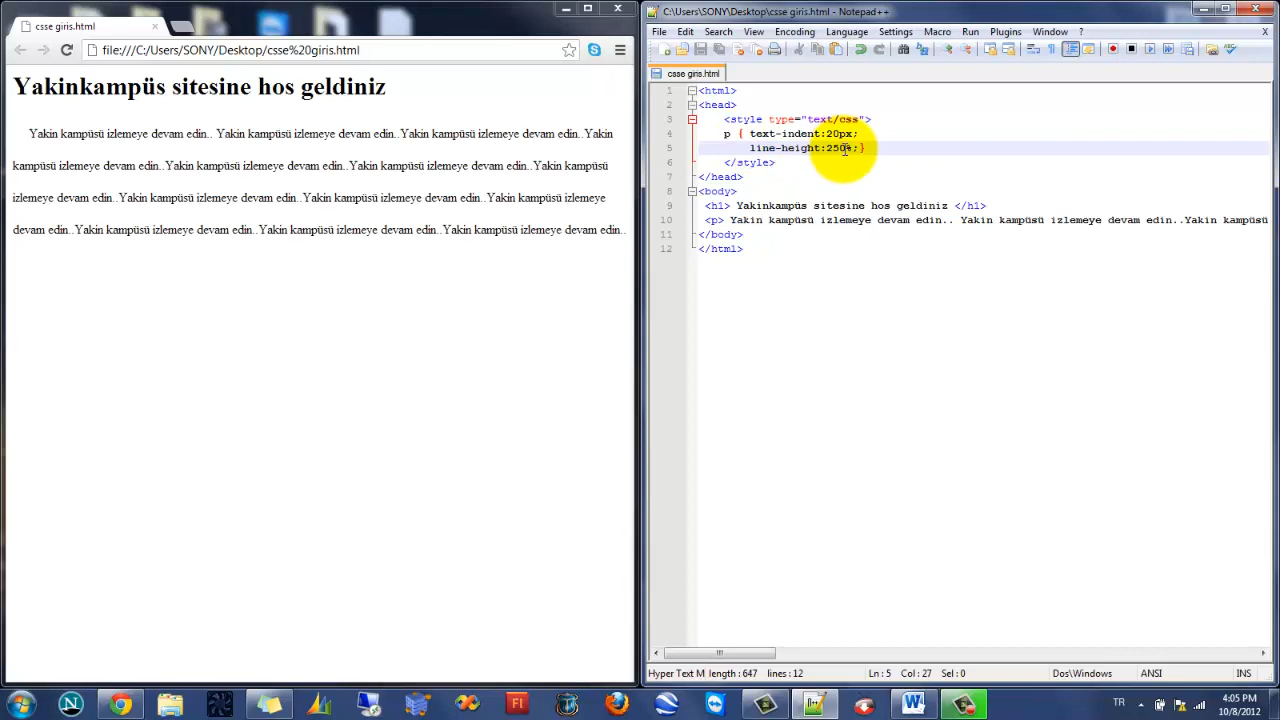 csse giris.html
file:///C:/Users/SONY/Desktop/csse%20giris.html
Yakinkampüs sitesine hos geldiniz
Yakin kampüsü izlemeye devam edin.. Yakin kampüsü izlemeye devam edin..Yakin kampüsü izlemeye devam edin..Yakin
kampüsü izlemeye devam edin..Yakin kampüsü izlemeye devam edin..Yakin kampüsü izlemeye devam edin..Yakin kampüsü
izlemeye devam edin..Yakin kampüsü izlemeye devam edin..Yakin kampüsü izlemeye devam edin..Yakin kampüsü izlemeye
devam edin..Yakin kampüsü izlemeye devam edin..Yakin kampüsü izlemeye devam edin..Yakin kampüsü izlemeye devam edin..
C:\Users\SONY\Desktop\csse giris.html - Notepad++
File Edit Search View Encoding Language Settings Macro Run Plugins Window ? X
csse giris.html
1 <html>
2 <head>
3 <style type="text/css">
4 p { text-indent:20px;
5 line-height:250%;}
6 </style>
7 </head>
8 <body>
9 <h1> Yakinkampüs sitesine hos geldiniz </h1>
10 <p> Yakin kampüsü izlemeye devam edin.. Yakin kampüsü izlemeye devam edin..Yakin kampüsü
11 </body>
12 </html>
Hyper Text M length : 647 lines : 12 Ln : 5 Col : 27 Sel : 0 Dos\Windows ANSI INS
TR 4:05 PM
10/8/2012